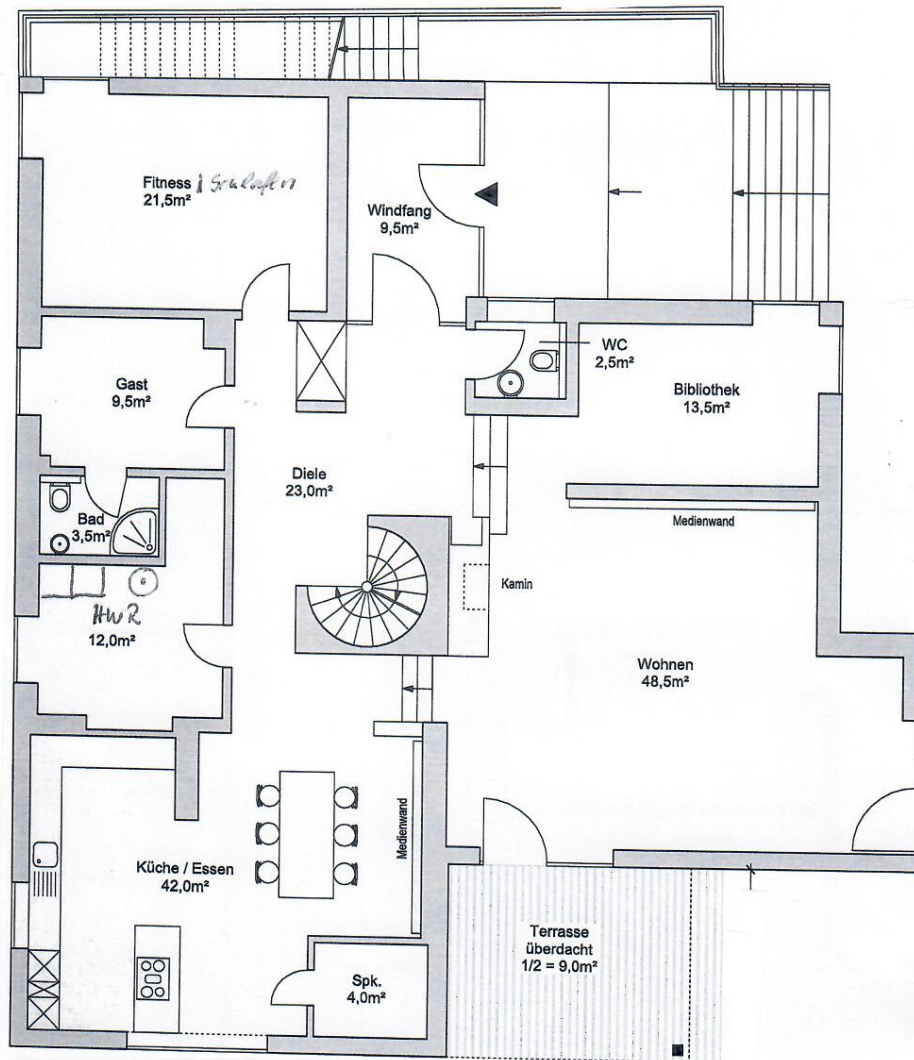 Fitness / Schlafen
21,5m²
Windfang
9,5m²
WC
2,5m²
Gast
9,5m²
Bibliothek
13,5m²
Diele
23,0m²
Medienwand
Bad
3,5m²
Kamin
G
HWR
12,0m²
Wohnen
48,5m²
Medienwand
Küche / Essen
42,0m²
Terrasse
überdacht
1/2 = 9,0m²
Spk.
4,0m²